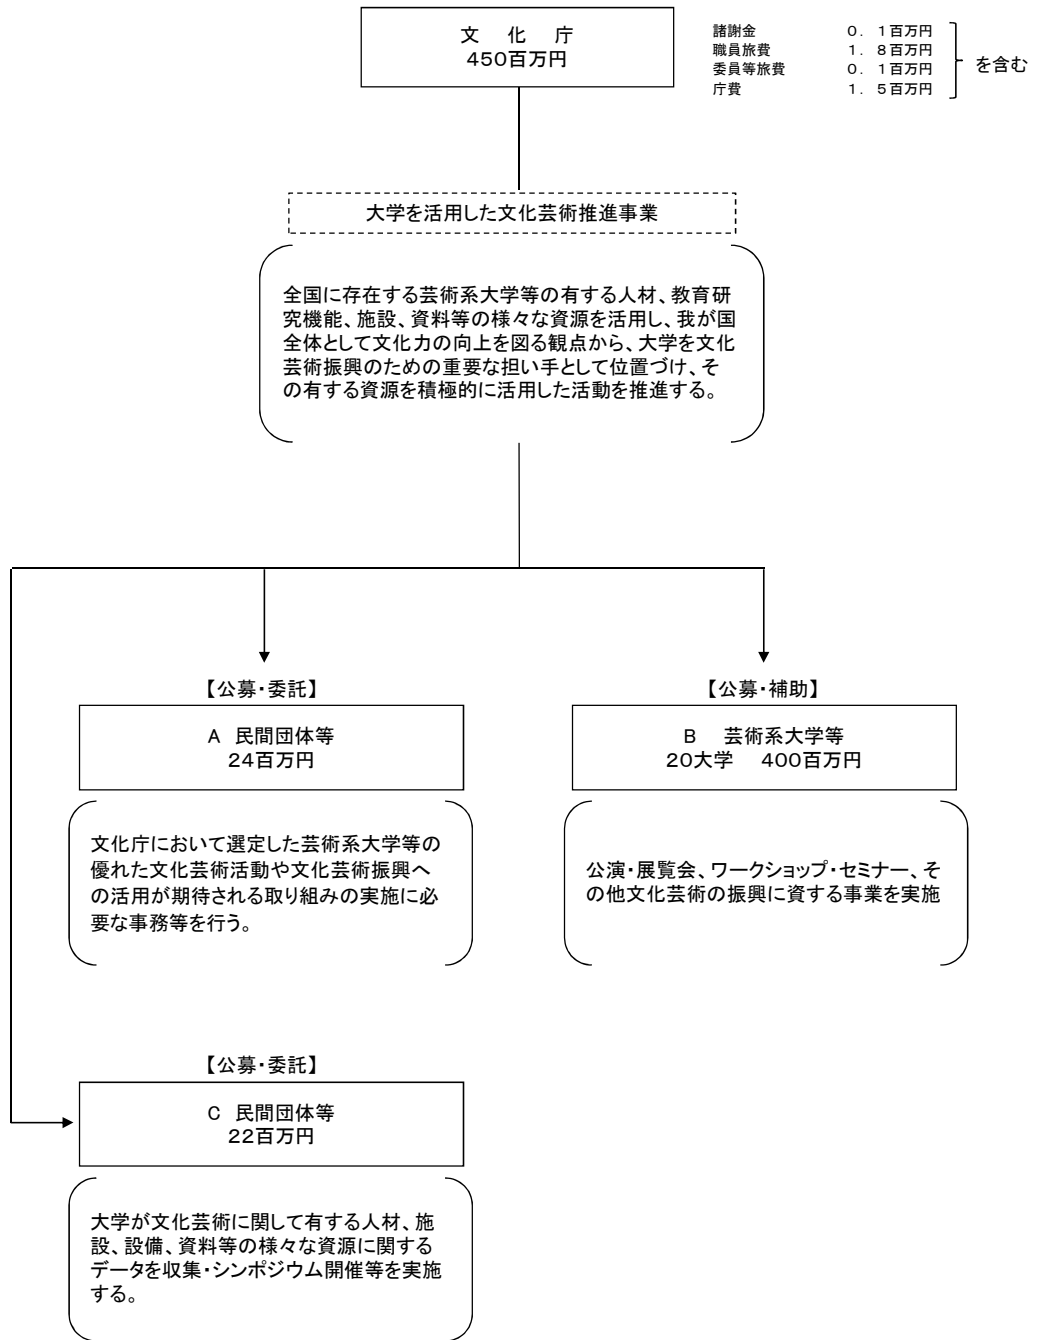 文　化　庁
450百万円
諸謝金　0．1百万円
職員旅費　1．8百万円
委員等旅費　0．1百万円
庁費　1．5百万円
を含む
大学を活用した文化芸術推進事業
全国に存在する芸術系大学等の有する人材、教育研
究機能、施設、資料等の様々な資源を活用し、我が国
全体として文化力の向上を図る観点から、大学を文化
芸術振興のための重要な担い手として位置づけ、そ
の有する資源を積極的に活用した活動を推進する。
【公募・委託】
A　民間団体等
24百万円
文化庁において選定した芸術系大学等の
優れた文化芸術活動や文化芸術振興へ
の活用が期待される取り組みの実施に必
要な事務等を行う。
【公募・補助】
B　芸術系大学等
20大学　400百万円
公演・展覧会、ワークショップ・セミナー、そ
の他文化芸術の振興に資する事業を実施
【公募・委託】
C　民間団体等
22百万円
大学が文化芸術に関して有する人材、施
設、設備、資料等の様々な資源に関する
データを収集・シンポジウム開催等を実施
する。